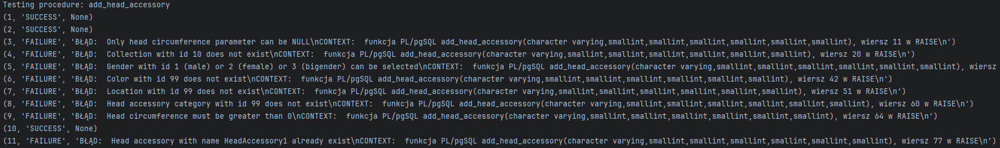 Testing procedure: add_head_accessory
(1, 'SUCCESS', None)
(2, 'SUCCESS', None)
(3, 'FAILURE', 'BŁĄD:  Only head circumference parameter can be NULL\nCONTEXT:  funkcja PL/pgSQL add_head_accessory(character varying,smallint,smallint,smallint,smallint,smallint,smallint), wiersz 11 w RAISE\n')
(4, 'FAILURE', 'BŁĄD:  Collection with id 10 does not exist\nCONTEXT:  funkcja PL/pgSQL add_head_accessory(character varying,smallint,smallint,smallint,smallint,smallint,smallint), wiersz 20 w RAISE\n')
(5, 'FAILURE', 'BŁĄD:  Gender with id 1 (male) or 2 (female) or 3 (bigender) can be selected\nCONTEXT:  funkcja PL/pgSQL add_head_accessory(character varying,smallint,smallint,smallint,smallint,smallint,smallint), wiersz
(6, 'FAILURE', 'BŁĄD:  Color with id 99 does not exist\nCONTEXT:  funkcja PL/pgSQL add_head_accessory(character varying,smallint,smallint,smallint,smallint,smallint,smallint), wiersz 42 w RAISE\n')
(7, 'FAILURE', 'BŁĄD:  Location with id 99 does not exist\nCONTEXT:  funkcja PL/pgSQL add_head_accessory(character varying,smallint,smallint,smallint,smallint,smallint,smallint), wiersz 51 w RAISE\n')
(8, 'FAILURE', 'BŁĄD:  Head accessory category with id 99 does not exist\nCONTEXT:  funkcja PL/pgSQL add_head_accessory(character varying,smallint,smallint,smallint,smallint,smallint,smallint), wiersz 60 w RAISE\n')
(9, 'FAILURE', 'BŁĄD:  Head circumference must be greater than 0\nCONTEXT:  funkcja PL/pgSQL add_head_accessory(character varying,smallint,smallint,smallint,smallint,smallint,smallint), wiersz 64 w RAISE\n')
(10, 'SUCCESS', None)
(11, 'FAILURE', 'BŁĄD:  Head accessory with name HeadAccessory1 already exist\nCONTEXT:  funkcja PL/pgSQL add_head_accessory(character varying,smallint,smallint,smallint,smallint,smallint,smallint), wiersz 77 w RAISE\n')